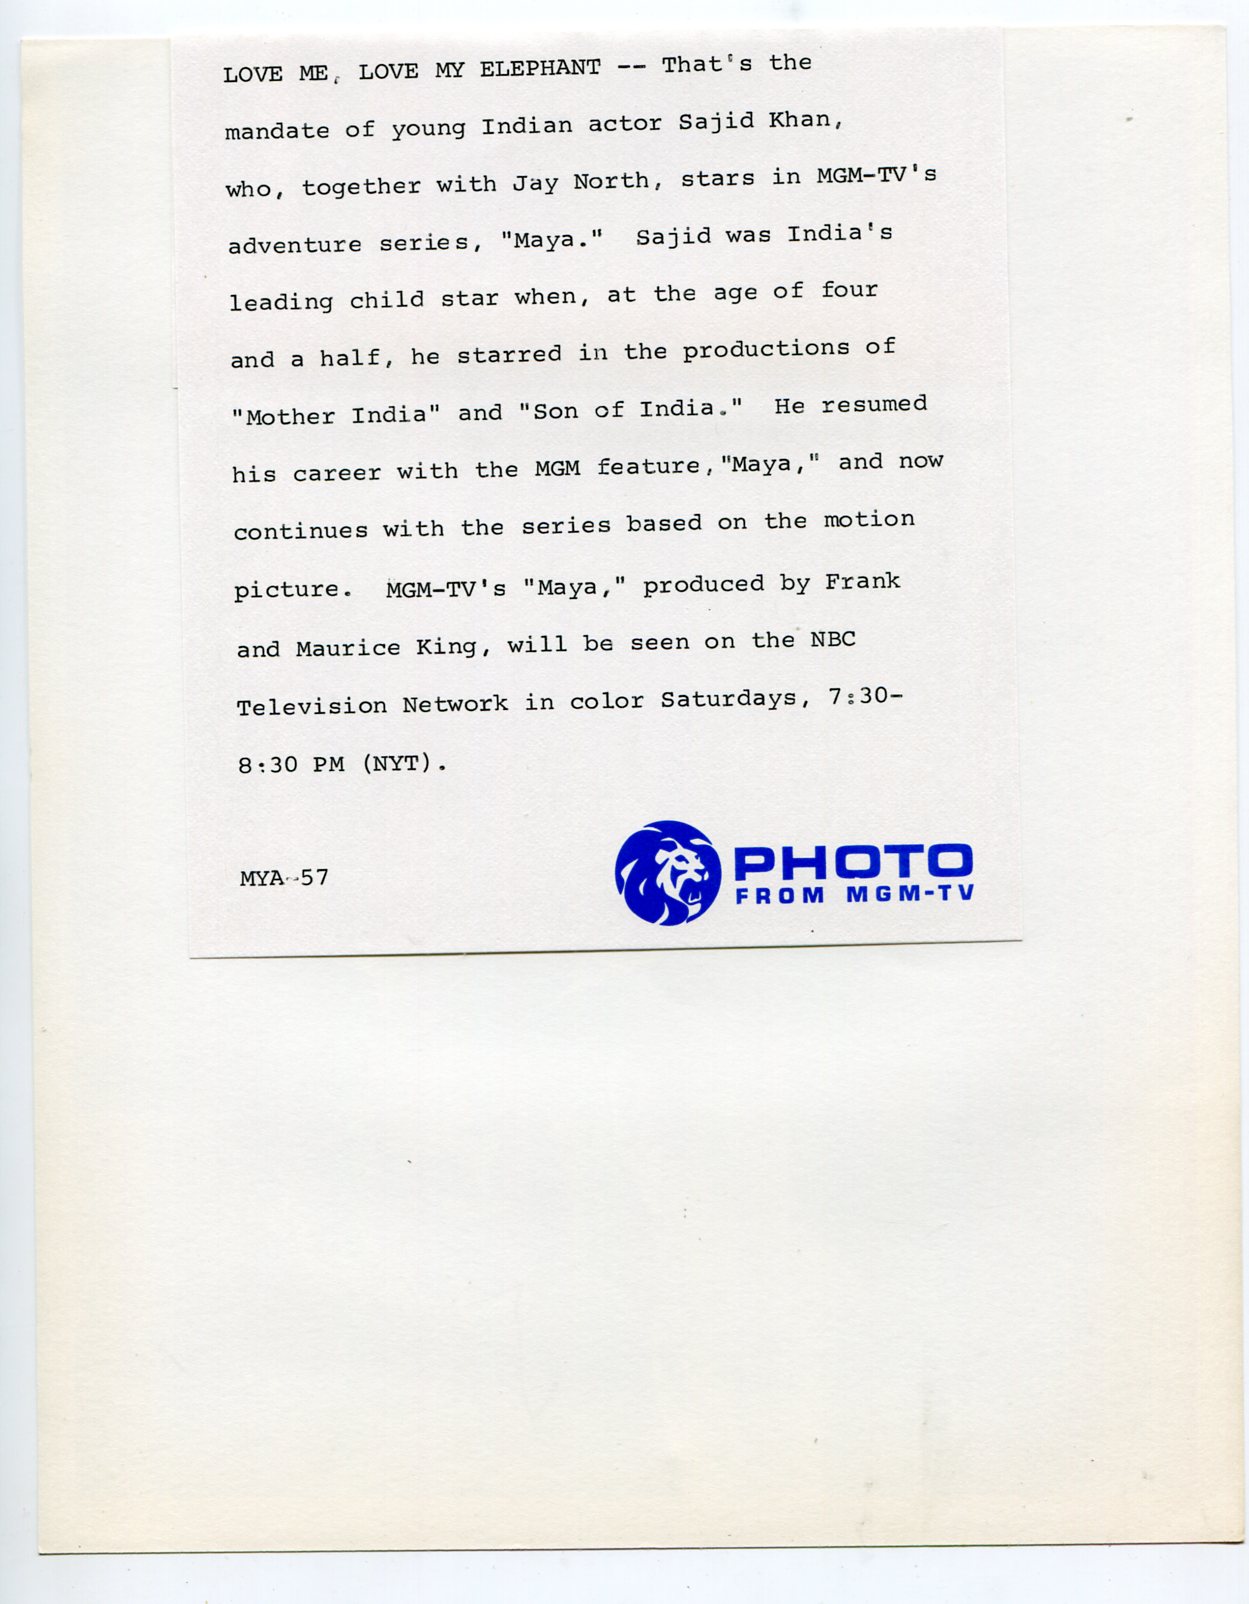 LOVE ME, LOVE MY ELEPHANT -- That's the
mandate of young Indian actor Sajid Khan,
who, together with Jay North, stars in MGM-TV's
adventure series, "Maya." Sajid was India's
leading child star when, at the age of four
and a half, he starred in the productions of
"Mother India" and "Son of India." He resumed
his career with the MGM feature, "Maya," and now
continues with the series based on the motion
picture. MGM-TV's "Maya," produced by Frank
and Maurice King, will be seen on the NBC
Television Network in color Saturdays, 7:30-
8:30 PM (NYT).
MYA--57
PHOTO
FROM MGM-TV